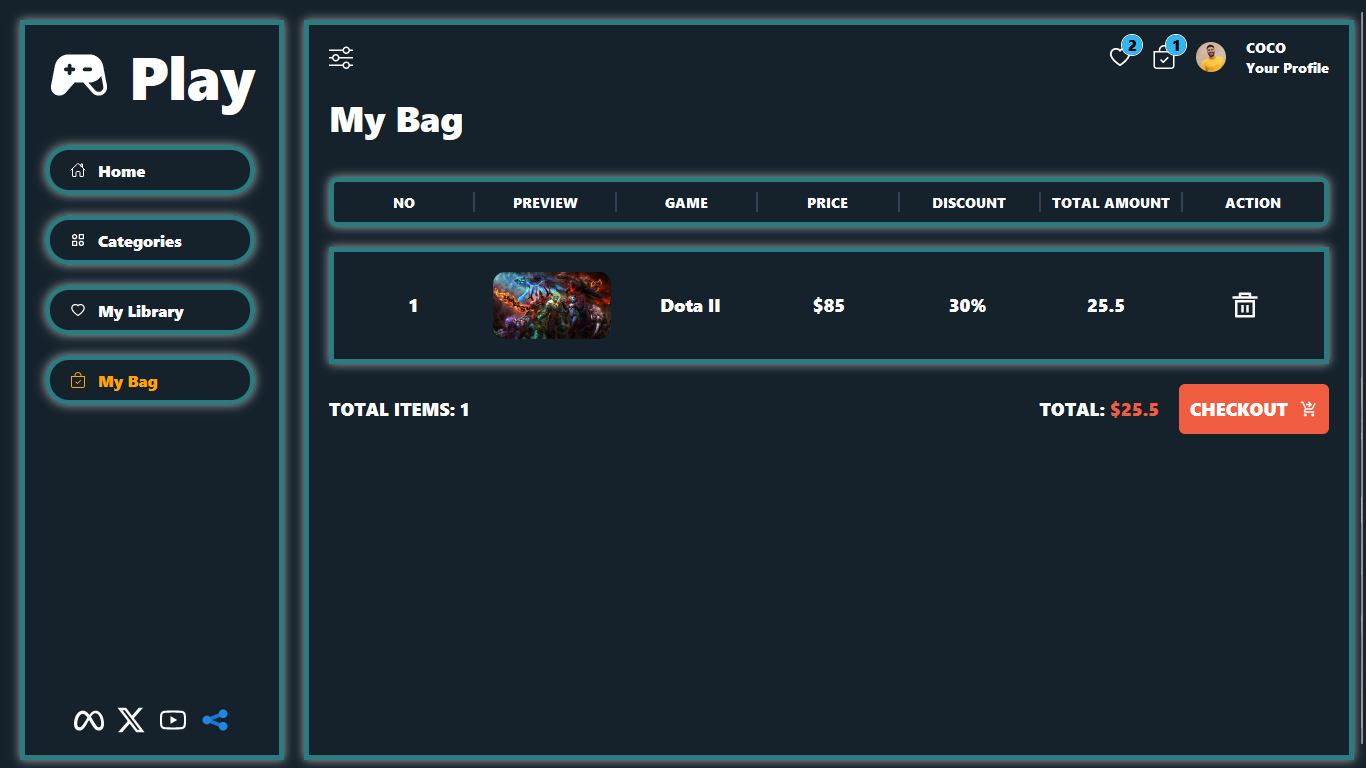 Play
Home
Categories
My Library
My Bag
2
1
COCO
Your Profile
My Bag
NO PREVIEW GAME PRICE DISCOUNT TOTAL AMOUNT ACTION
1 Dota II $85 30% 25.5
TOTAL ITEMS: 1
TOTAL: $25.5
CHECKOUT